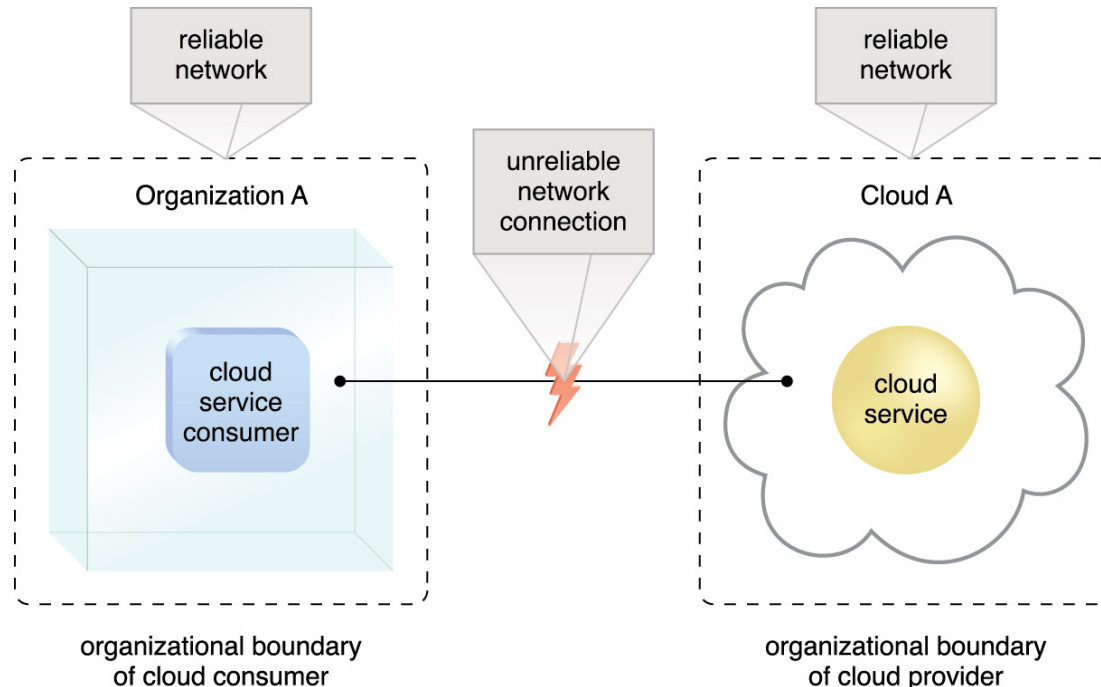 reliable
network
reliable
network
unreliable
network
connection
Organization A
Cloud A
cloud
service
consumer
cloud
service
organizational boundary
of cloud consumer
organizational boundary
of cloud provider